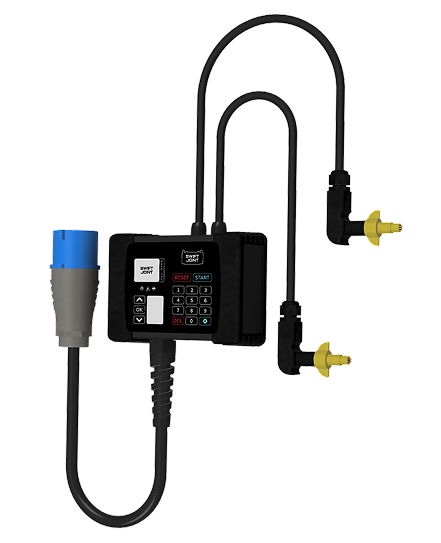 SWIFT
JOINT
SWIFT
JOINT
RESET START
1 2 3
4 5 6
OK
7 8 9
DEL 0